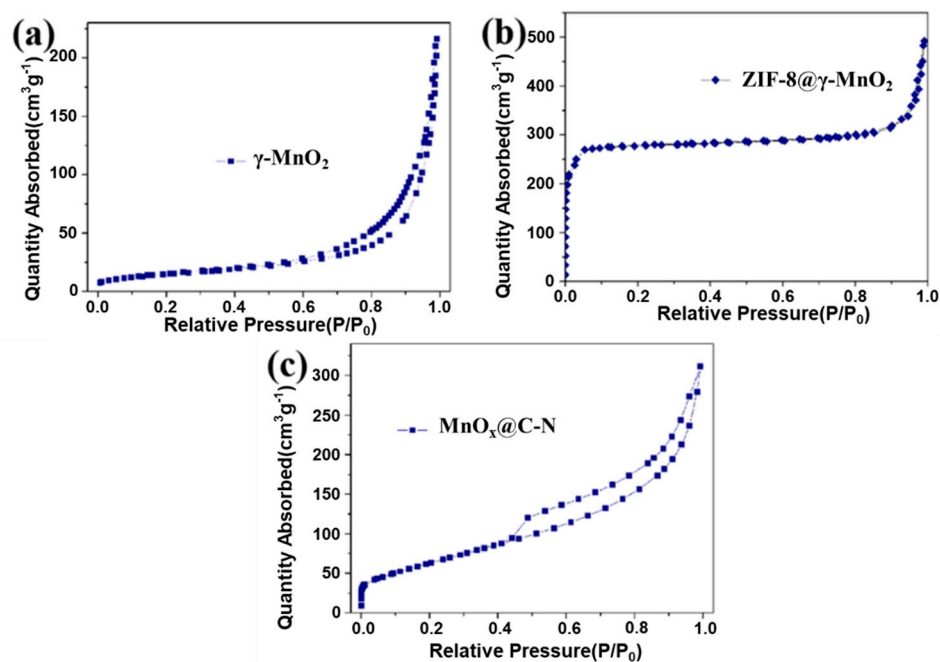 (a)
Quantity Absorbed(cm³g⁻¹)
200
150
100
50
0
γ-MnO₂
0.0 0.2 0.4 0.6 0.8 1.0
Relative Pressure(P/P₀)
(b)
Quantity Absorbed(cm³g⁻¹)
500
400
300
200
100
0
ZIF-8@γ-MnO₂
0.0 0.2 0.4 0.6 0.8 1.0
Relative Pressure(P/P₀)
(c)
Quantity Absorbed(cm³g⁻¹)
300
250
200
150
100
50
0
MnOₓ@C-N
0.0 0.2 0.4 0.6 0.8 1.0
Relative Pressure(P/P₀)